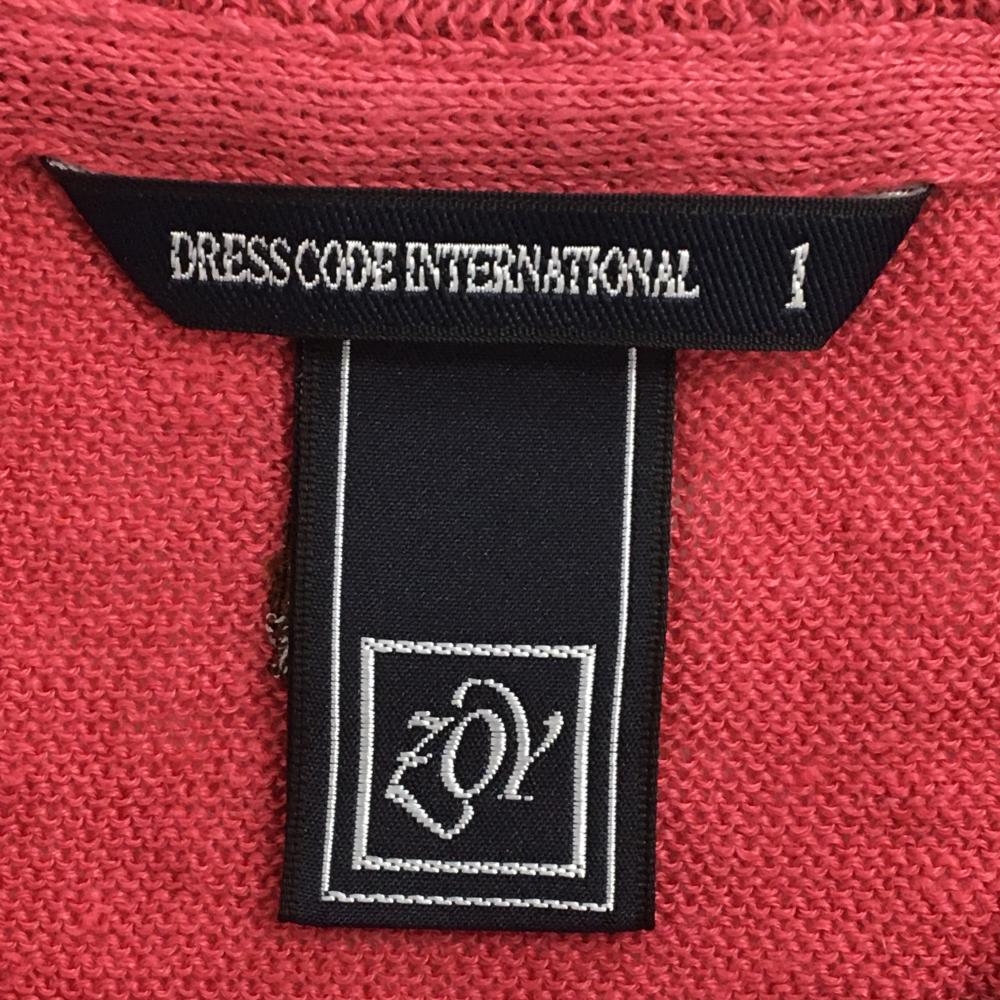 DRESS CODE INTERNATIONAL 1
ZOY